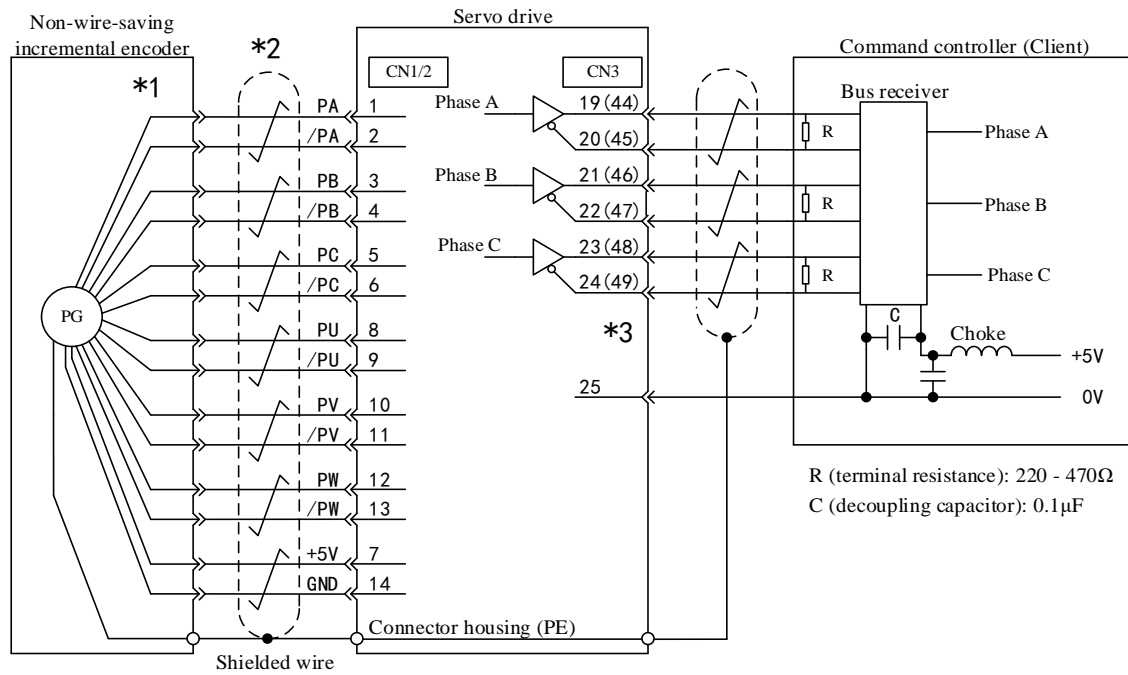 Non-wire-saving
incremental encoder
*1
*2
Servo drive
CN1/2
CN3
Command controller (Client)
Bus receiver
PA 1
/PA 2
PB 3
/PB 4
PC 5
/PC 6
PU 8
/PU 9
PV 10
/PV 11
PW 12
/PW 13
+5V 7
GND 14
PG
Phase A
19(44)
20(45)
Phase B
21(46)
22(47)
Phase C
23(48)
24(49)
*3
25
R
R
R
Phase A
Phase B
Phase C
C
Choke
+5V
0V
Connector housing (PE)
Shielded wire
R (terminal resistance): 220 - 470Ω
C (decoupling capacitor): 0.1μF